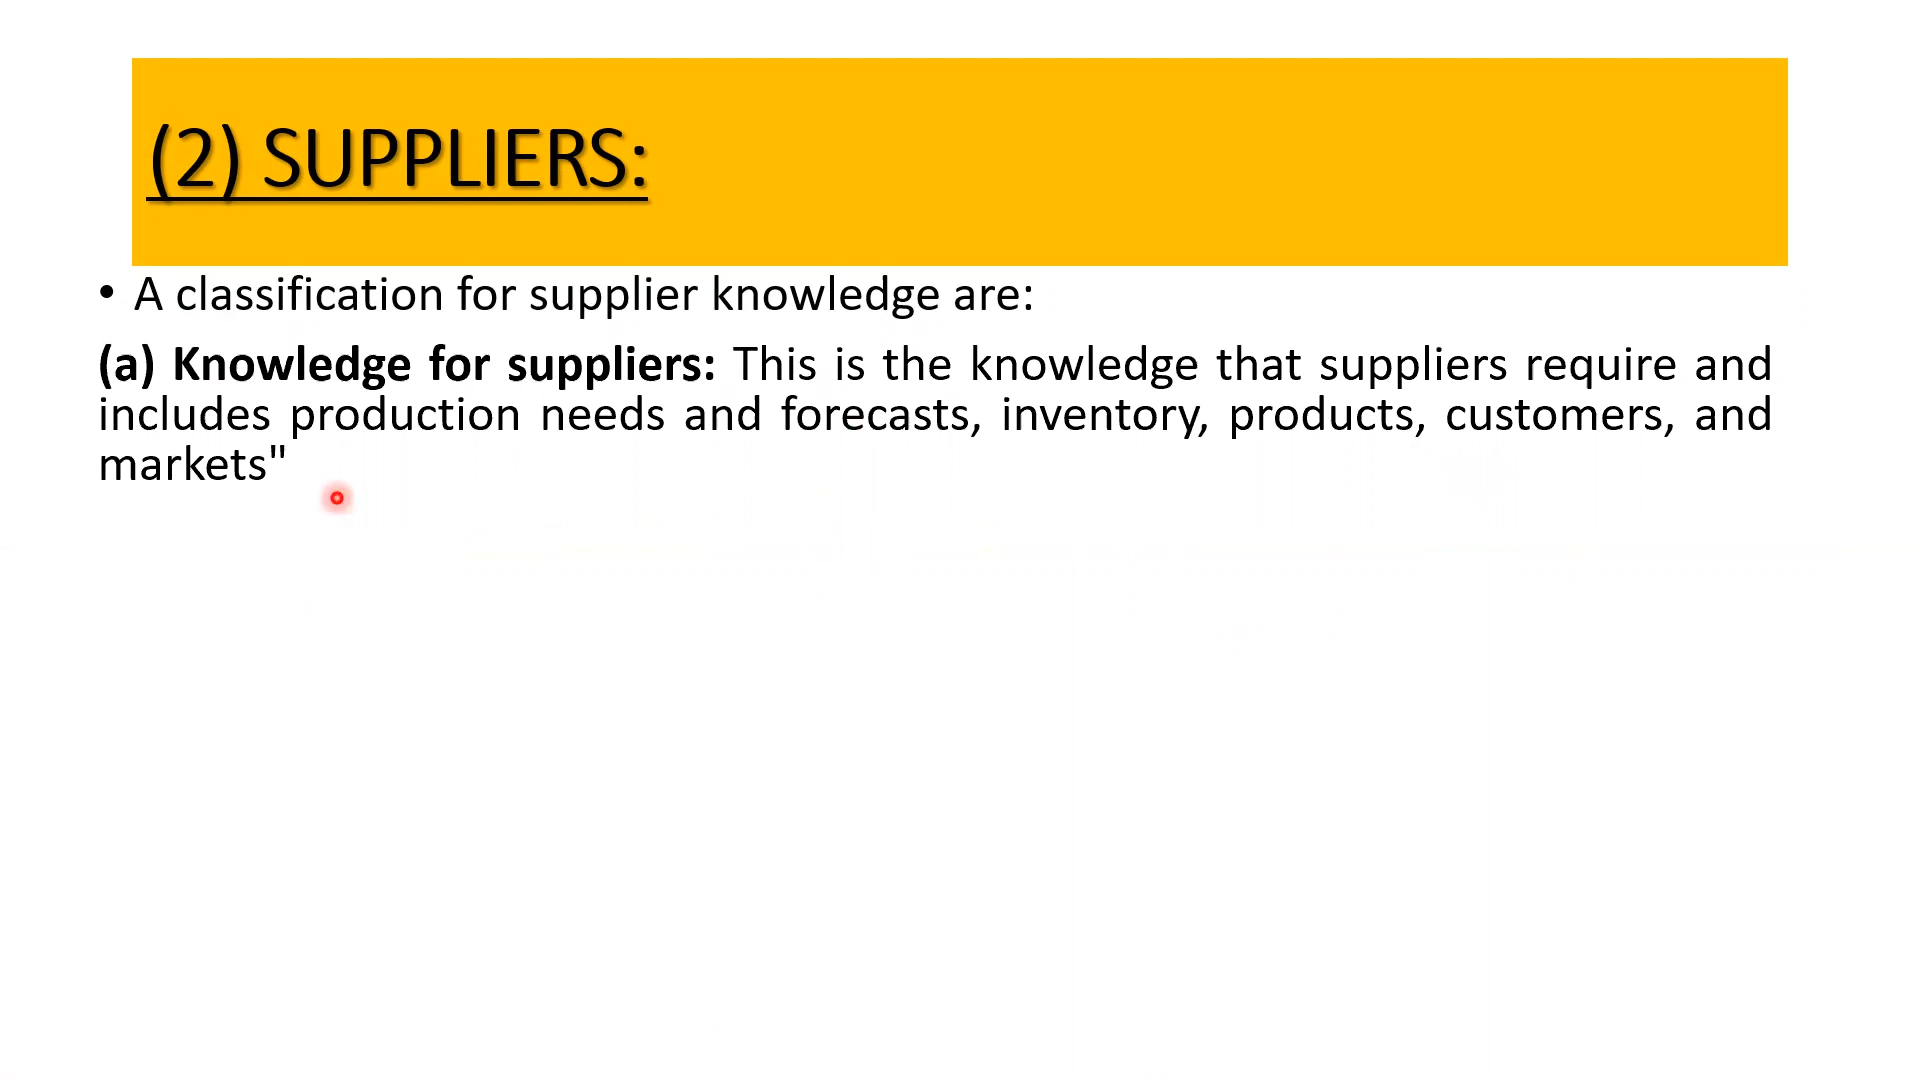 (2) SUPPLIERS:
• A classification for supplier knowledge are:
(a) Knowledge for suppliers: This is the knowledge that suppliers require and
includes production needs and forecasts, inventory, products, customers, and
markets"